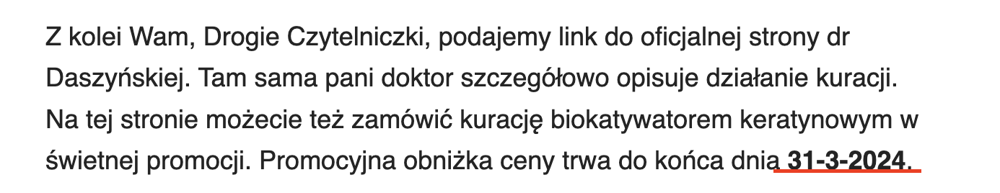 Z kolei Wam, Drogie Czytelniczki, podajemy link do oficjalnej strony dr
Daszyńskiej. Tam sama pani doktor szczegółowo opisuje działanie kuracji.
Na tej stronie możecie też zamówić kurację biokatywatorem keratynowym w
świetnej promocji. Promocyjna obniżka ceny trwa do końca dnia 31-3-2024.